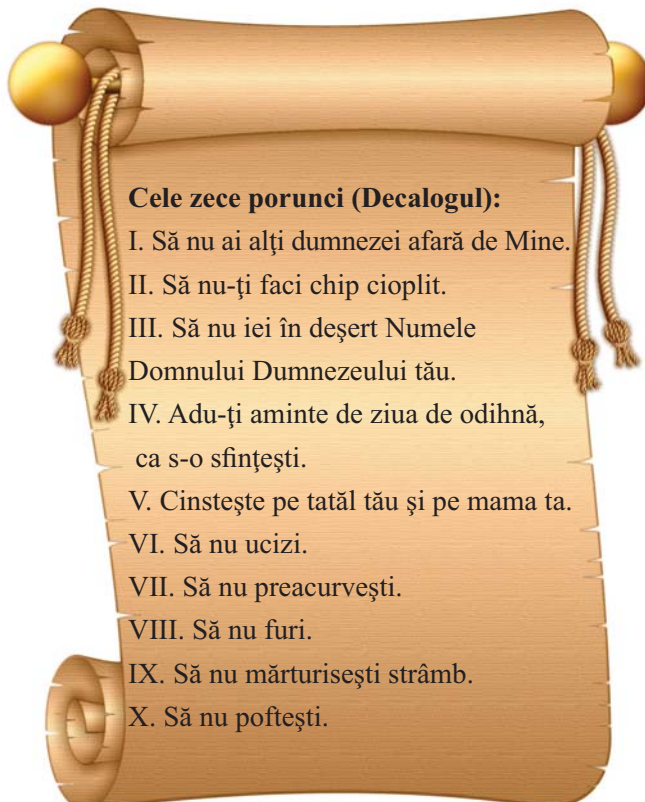 Cele zece porunci (Decalogul):
I. Să nu ai alţi dumnezei afară de Mine.
II. Să nu-ţi faci chip cioplit.
III. Să nu iei în deşert Numele
Domnului Dumnezeului tău.
IV. Adu-ţi aminte de ziua de odihnă,
ca s-o sfinţeşti.
V. Cinsteşte pe tatăl tău şi pe mama ta.
VI. Să nu ucizi.
VII. Să nu preacurveşti.
VIII. Să nu furi.
IX. Să nu mărturiseşti strâmb.
X. Să nu pofteşti.